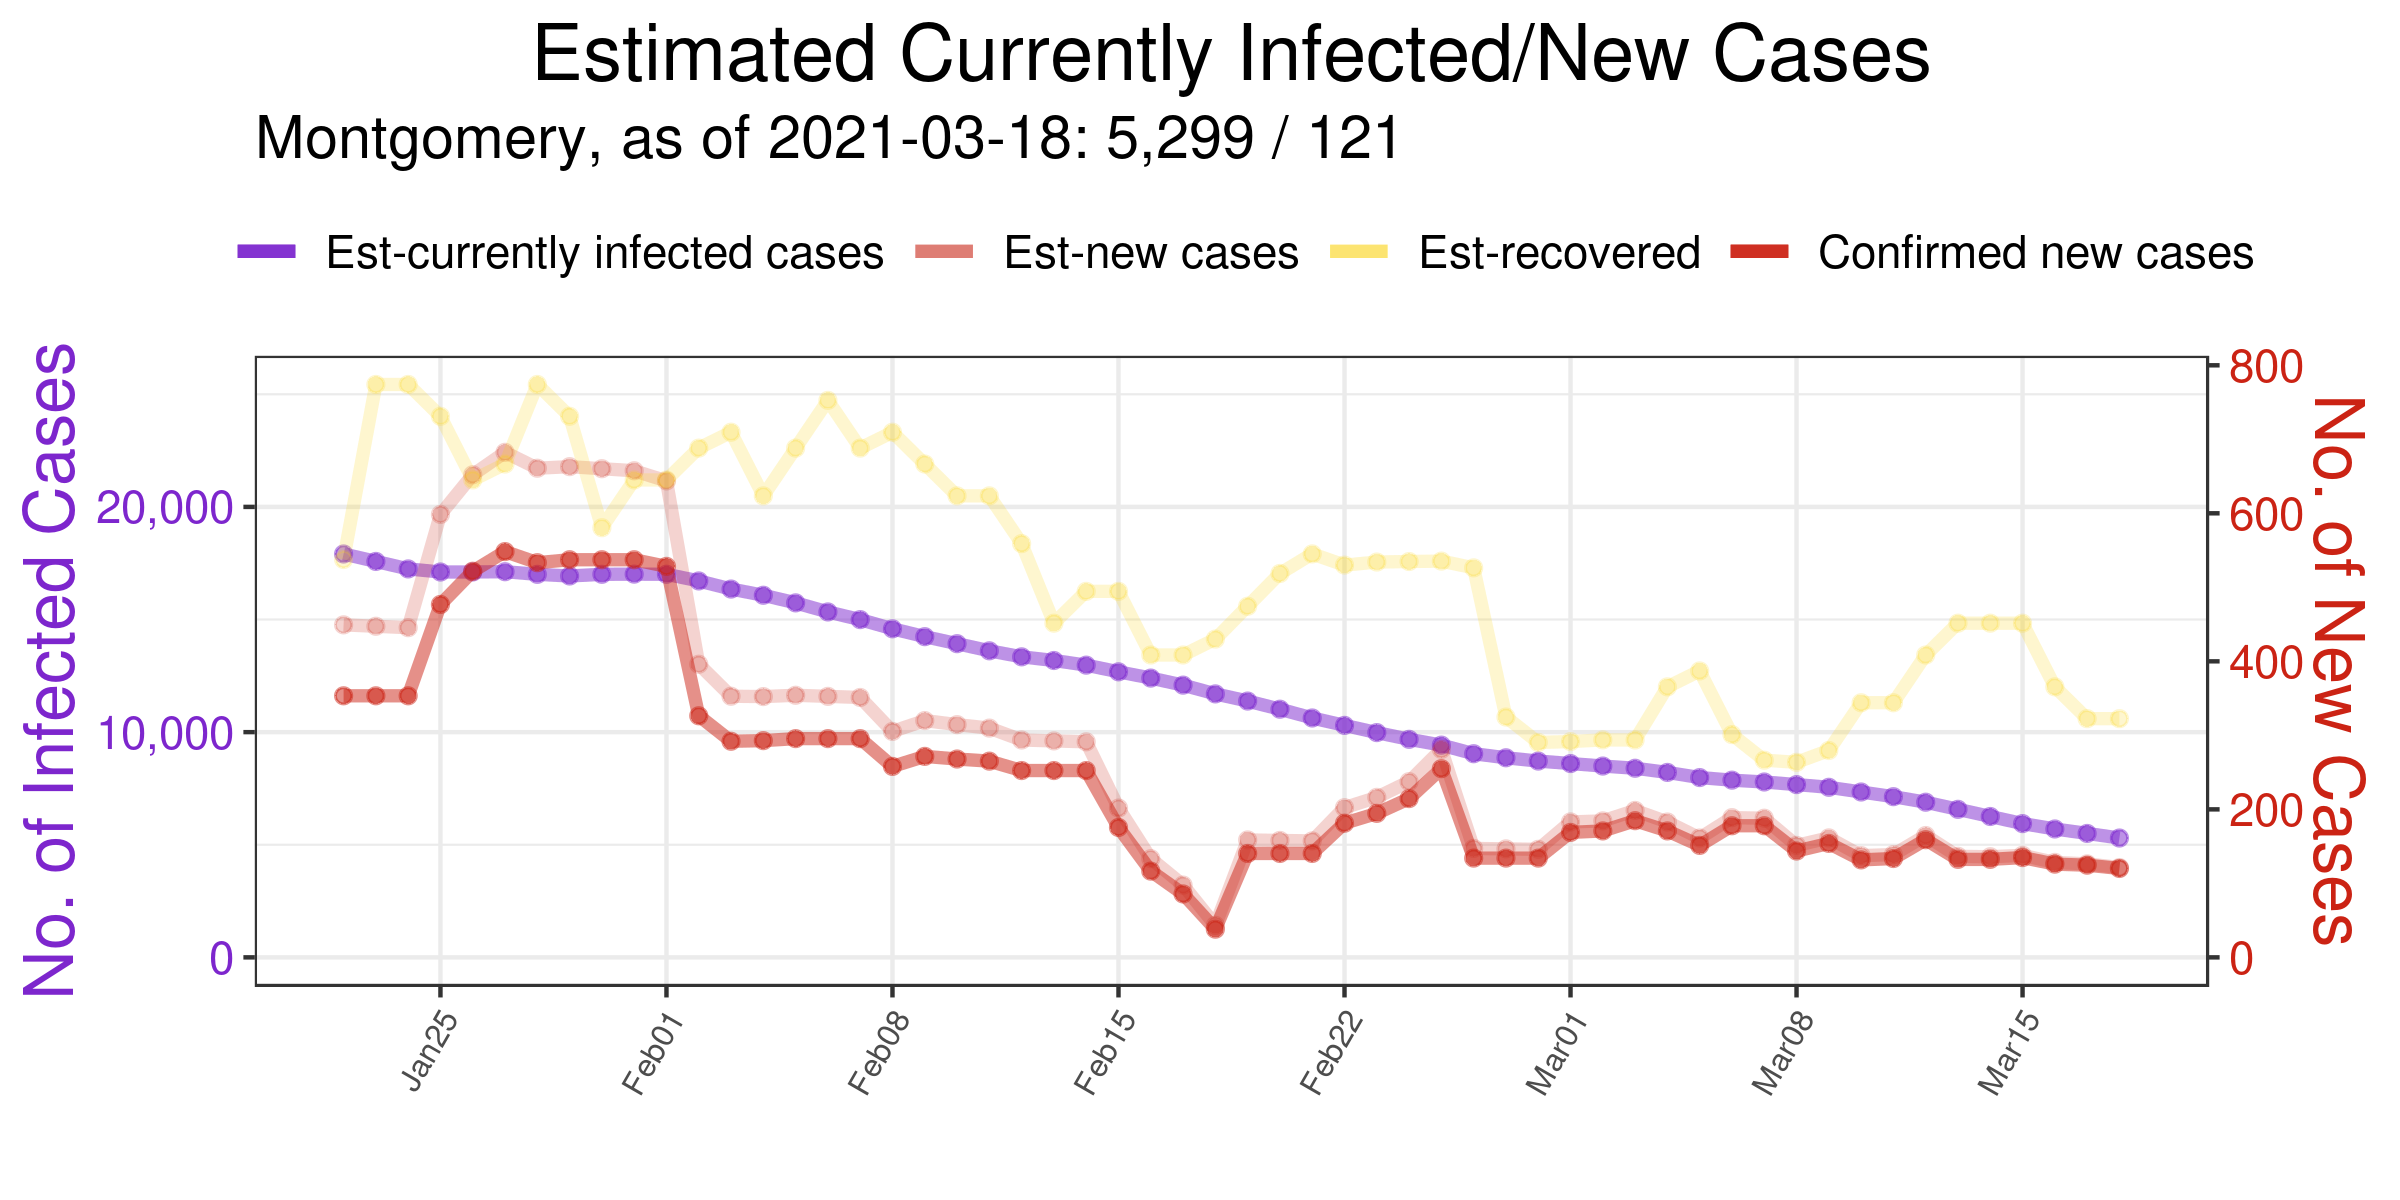 Estimated Currently Infected/New Cases
Montgomery, as of 2021-03-18: 5,299 / 121
Est-currently infected cases Est-new cases Est-recovered Confirmed new cases
No. of Infected Cases
20,000
10,000
0
800
600
400
200
0
No. of New Cases
Jan25 Feb01 Feb08 Feb15 Feb22 Mar01 Mar08 Mar15